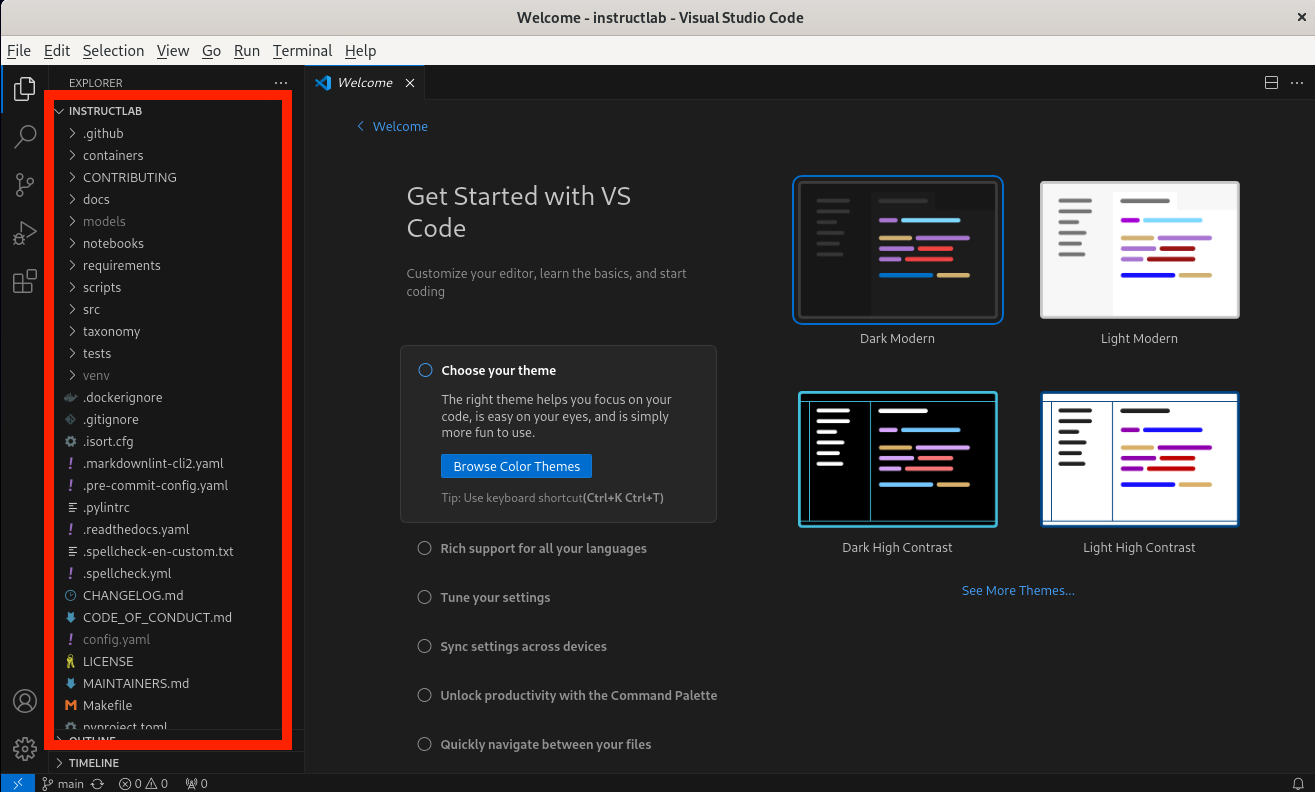 Welcome - instructlab - Visual Studio Code
File Edit Selection View Go Run Terminal Help
EXPLORER
Welcome
INSTRUCTLAB
.github
containers
CONTRIBUTING
docs
models
notebooks
requirements
scripts
src
taxonomy
tests
venv
.dockerignore
.gitignore
.isort.cfg
.markdownlint-cli2.yaml
.pre-commit-config.yaml
.pylintrc
.readthedocs.yaml
.spellcheck-en-custom.txt
.spellcheck.yml
CHANGELOG.md
CODE_OF_CONDUCT.md
config.yaml
LICENSE
MAINTAINERS.md
Makefile
pyproject.toml
OUTLINE
TIMELINE
Welcome
Get Started with VS
Code
Customize your editor, learn the basics, and start
coding
Choose your theme
The right theme helps you focus on your
code, is easy on your eyes, and is simply
more fun to use.
Browse Color Themes
Tip: Use keyboard shortcut(Ctrl+K Ctrl+T)
Rich support for all your languages
Tune your settings
Sync settings across devices
Unlock productivity with the Command Palette
Quickly navigate between your files
Dark Modern
Light Modern
Dark High Contrast
Light High Contrast
See More Themes...
main 0 0 0